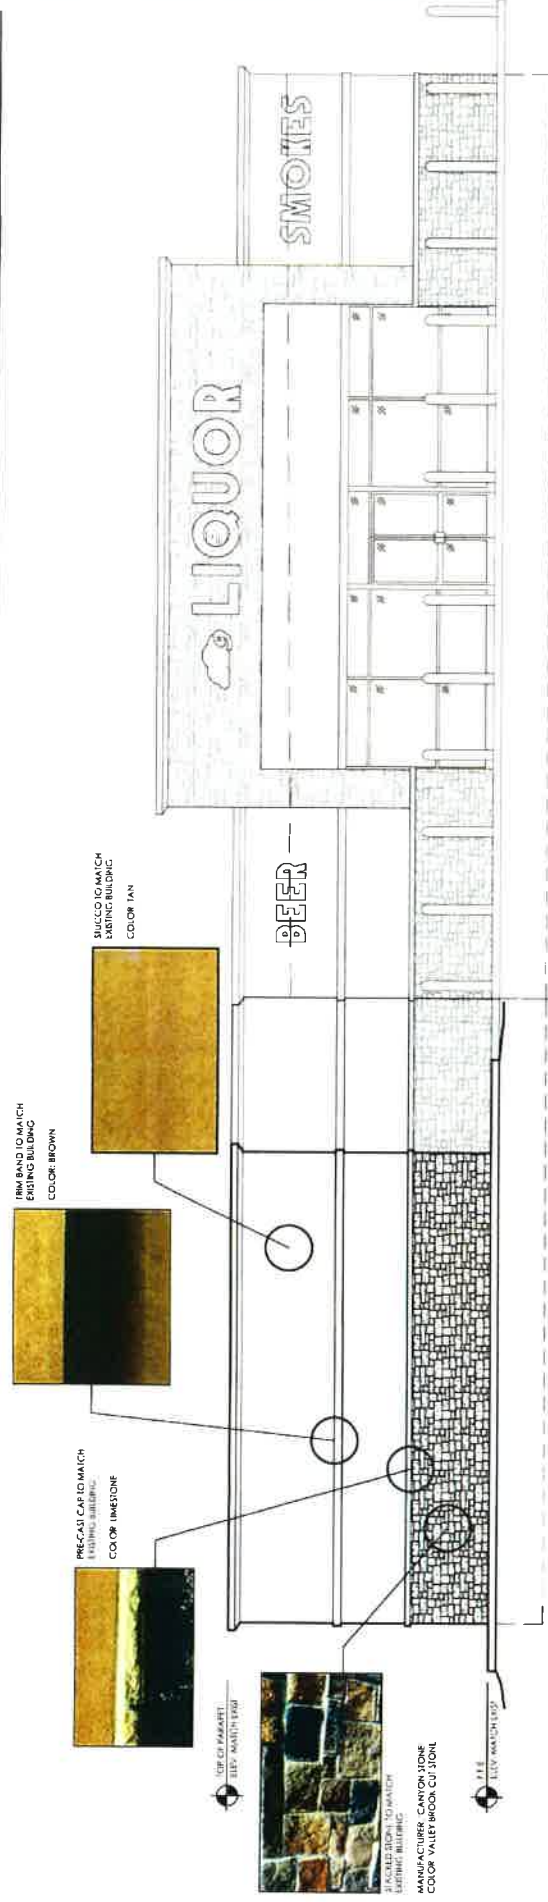 STACKED STONE TO MATCH
EXISTING BUILDING
MANUFACTURER: CANYON STONE
COLOR: VALLEY BROOK CUT STONE
TOP OF PARAPET
ELEV: MATCH EXIST
F.F.E
ELEV: MATCH EXIST
PRE-CAST CAP TO MATCH
EXISTING BUILDING
COLOR: LIMESTONE
TRIM BAND TO MATCH
EXISTING BUILDING
COLOR: BROWN
STUCCO TO MATCH
EXISTING BUILDING
COLOR: TAN
BEER
LIQUOR
SMOKES